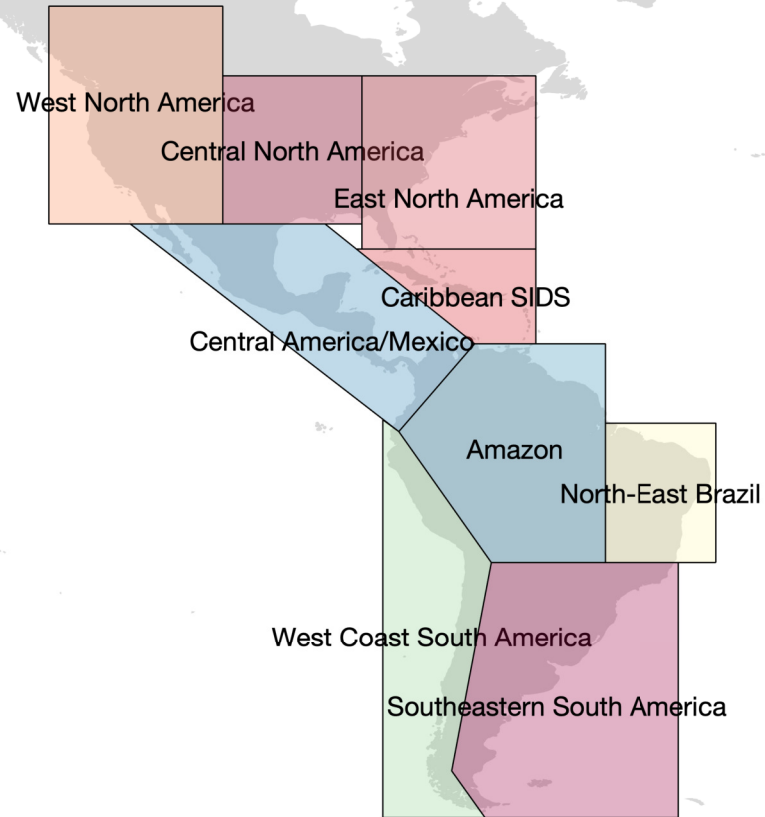 West North America
Central North America
East North America
Caribbean SIDS
Central America/Mexico
Amazon
North-East Brazil
West Coast South America
Southeastern South America